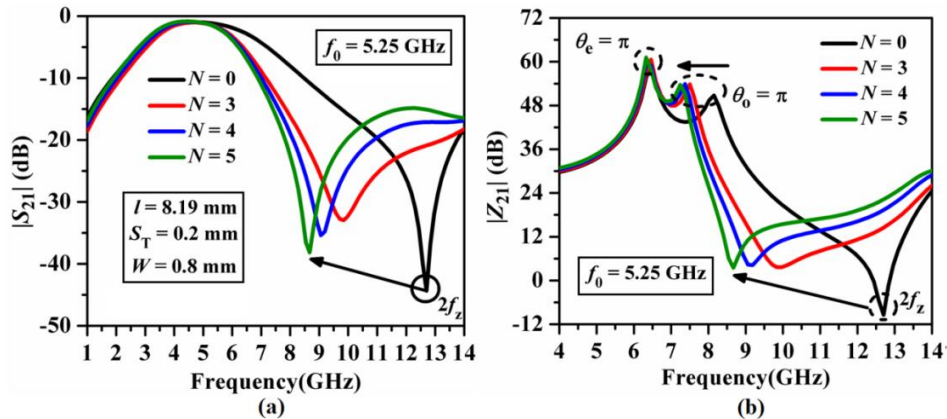 0
-10
-20
-30
-40
-50
|S21| (dB)
f0 = 5.25 GHz
N = 0
N = 3
N = 4
N = 5
l = 8.19 mm
ST = 0.2 mm
W = 0.8 mm
2fz
1 2 3 4 5 6 7 8 9 10 11 12 13 14
Frequency(GHz)
(a)
72
60
48
36
24
12
0
-12
|Z21| (dB)
θe = π
θo = π
N = 0
N = 3
N = 4
N = 5
f0 = 5.25 GHz
2fz
4 5 6 7 8 9 10 11 12 13 14
Frequency(GHz)
(b)